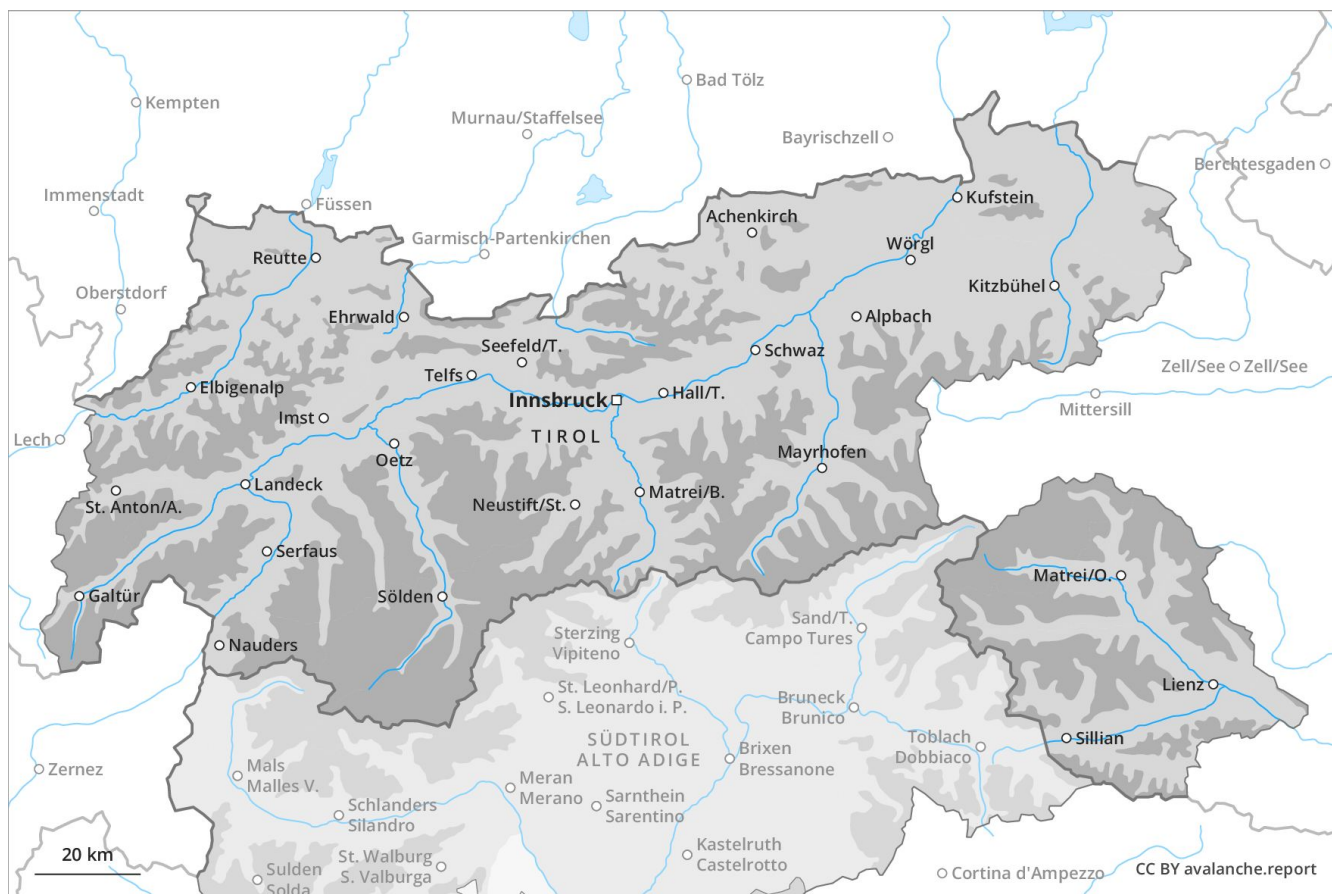 Bad Tölz
Kempten
Murnau/Staffelsee
Bayrischzell
Berchtesgaden
Immenstadt
Füssen
Kufstein
Achenkirch
Garmisch-Partenkirchen
Wörgl
Reutte
Kitzbühel
Oberstdorf
Ehrwald
Alpbach
Seefeld/T.
Schwaz
Zell/See
Zell/See
Telfs
Elbigenalp
Innsbruck
Hall/T.
Mittersill
Imst
TIROL
Lech
Oetz
Mayrhofen
Landeck
Matrei/B.
St. Anton/A.
Neustift/St.
Serfaus
Matrei/O.
Galtür
Sölden
Sand/T.
Campo Tures
Sterzing
Vipiteno
Nauders
Lienz
St. Leonhard/P.
S. Leonardo i. P.
Bruneck
Brunico
Sillian
SÜDTIROL
ALTO ADIGE
Toblach
Dobbiaco
Brixen
Bressanone
Zernez
Mals
Malles V.
Meran
Merano
Sarnthein
Sarentino
Schlanders
Silandro
Kastelruth
Castelrotto
20 km
St. Walburg
S. Valburga
Sulden
Solda
Cortina d'Ampezzo
CC BY avalanche.report